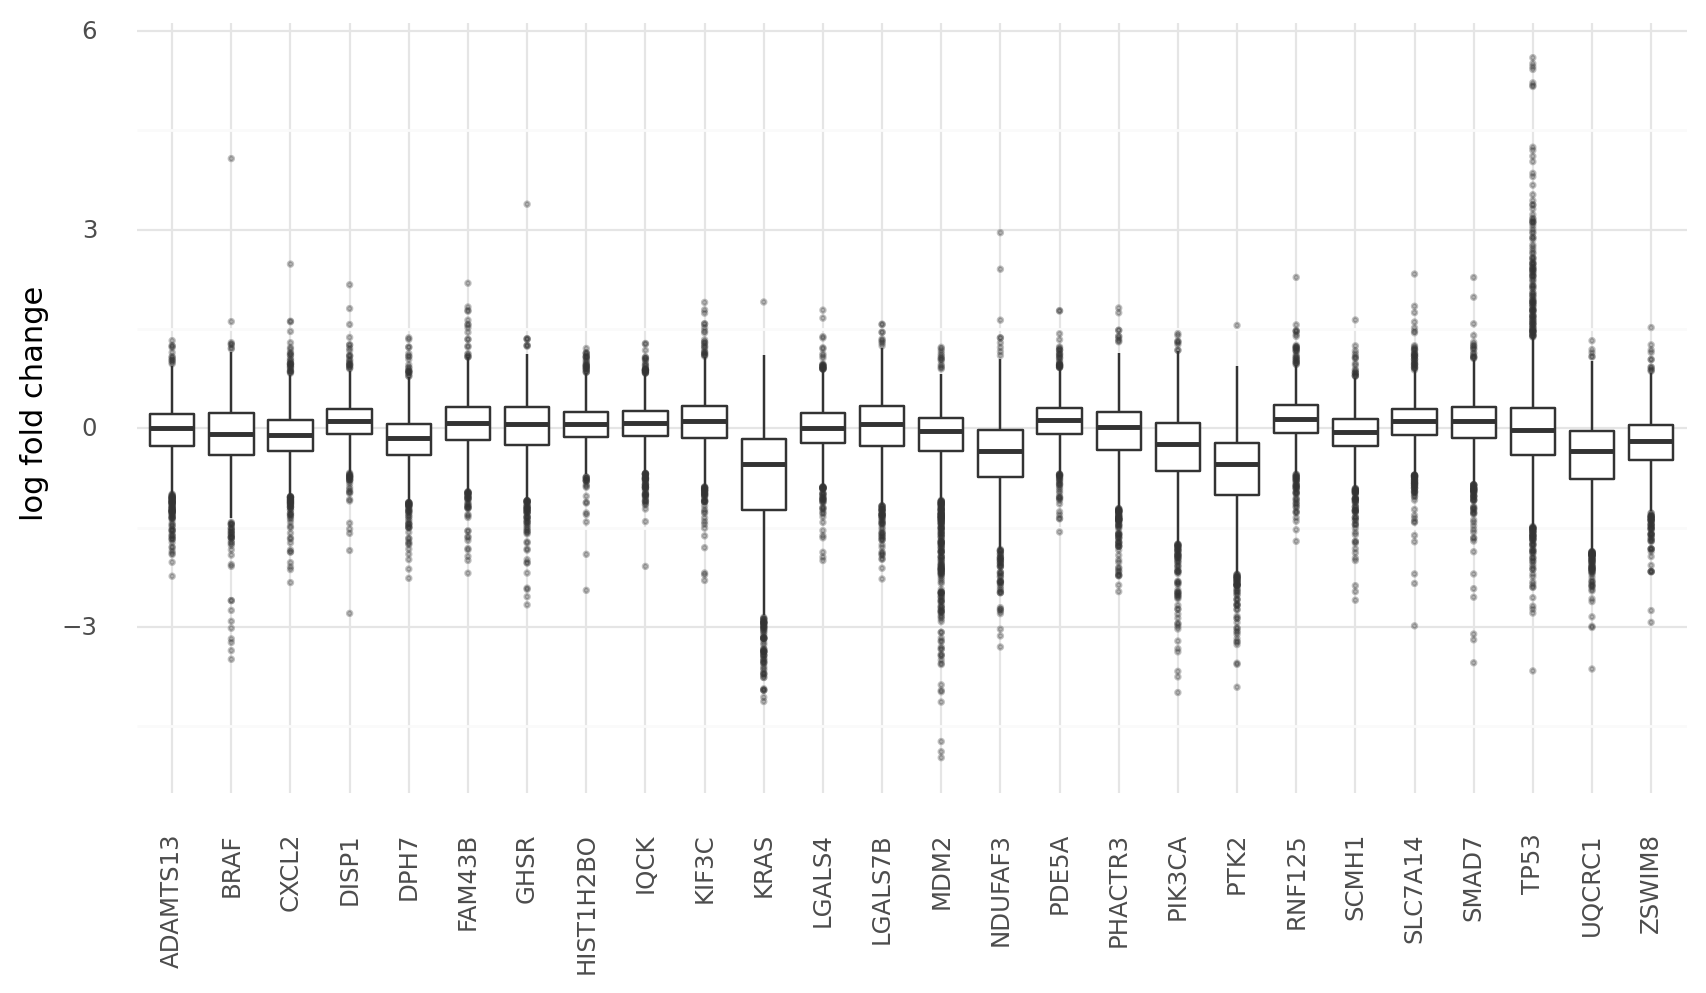 log fold change
6
3
0
−3
ADAMTS13
BRAF
CXCL2
DISP1
DPH7
FAM43B
GHSR
HIST1H2BO
IQCK
KIF3C
KRAS
LGALS4
LGALS7B
MDM2
NDUFAF3
PDE5A
PHACTR3
PIK3CA
PTK2
RNF125
SCMH1
SLC7A14
SMAD7
TP53
UQCRC1
ZSWIM8